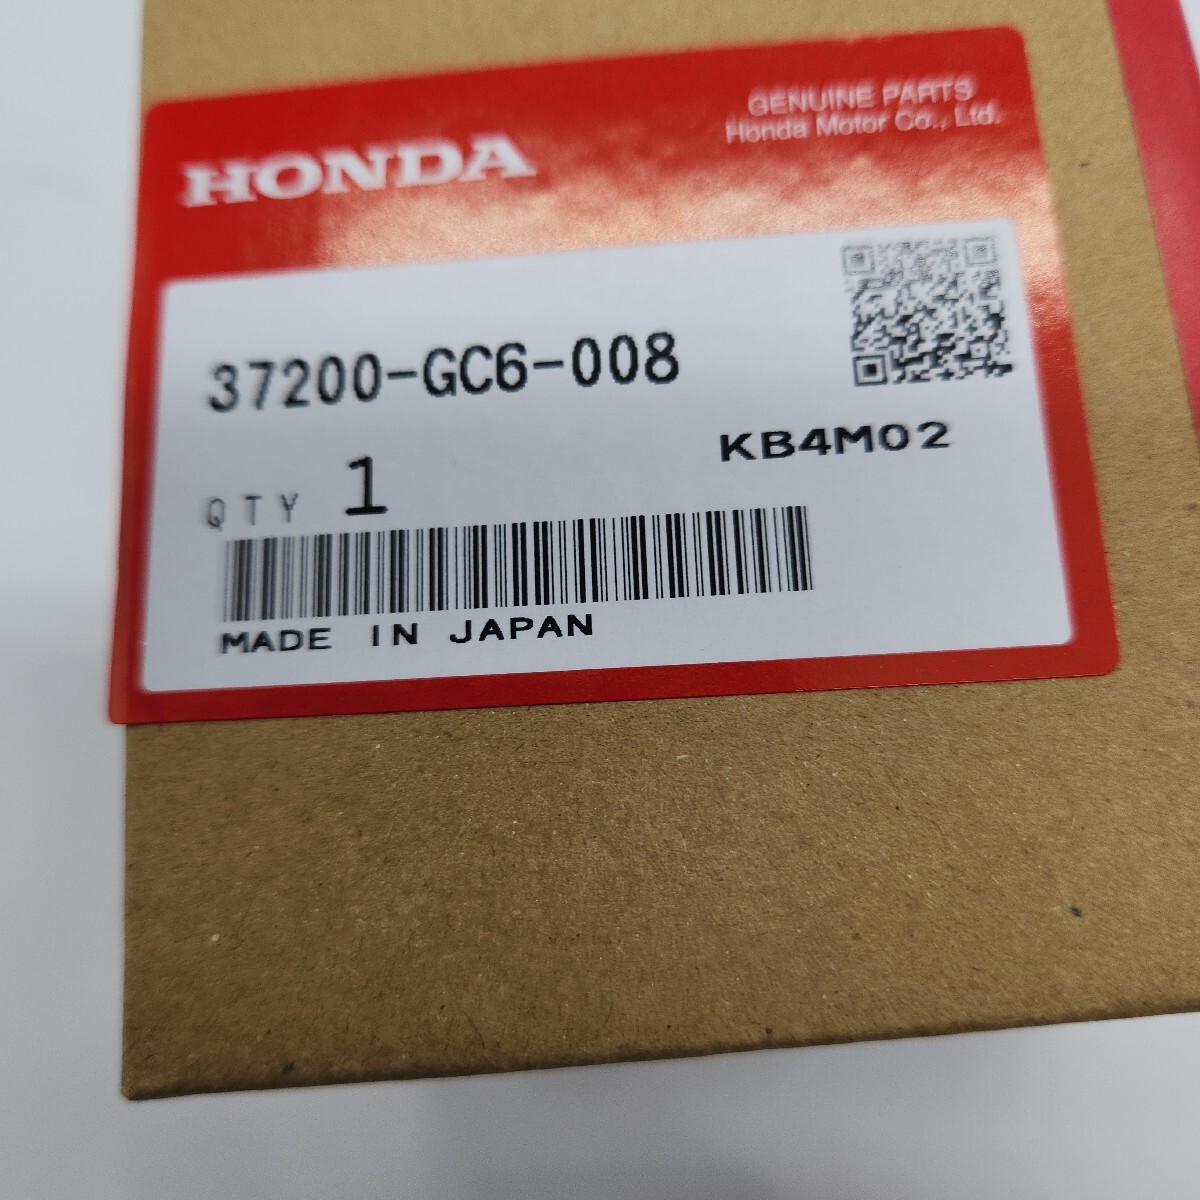 GENUINE PARTS
Honda Motor Co., Ltd.
HONDA
37200-GC6-008
KB4M02
QTY 1
MADE IN JAPAN